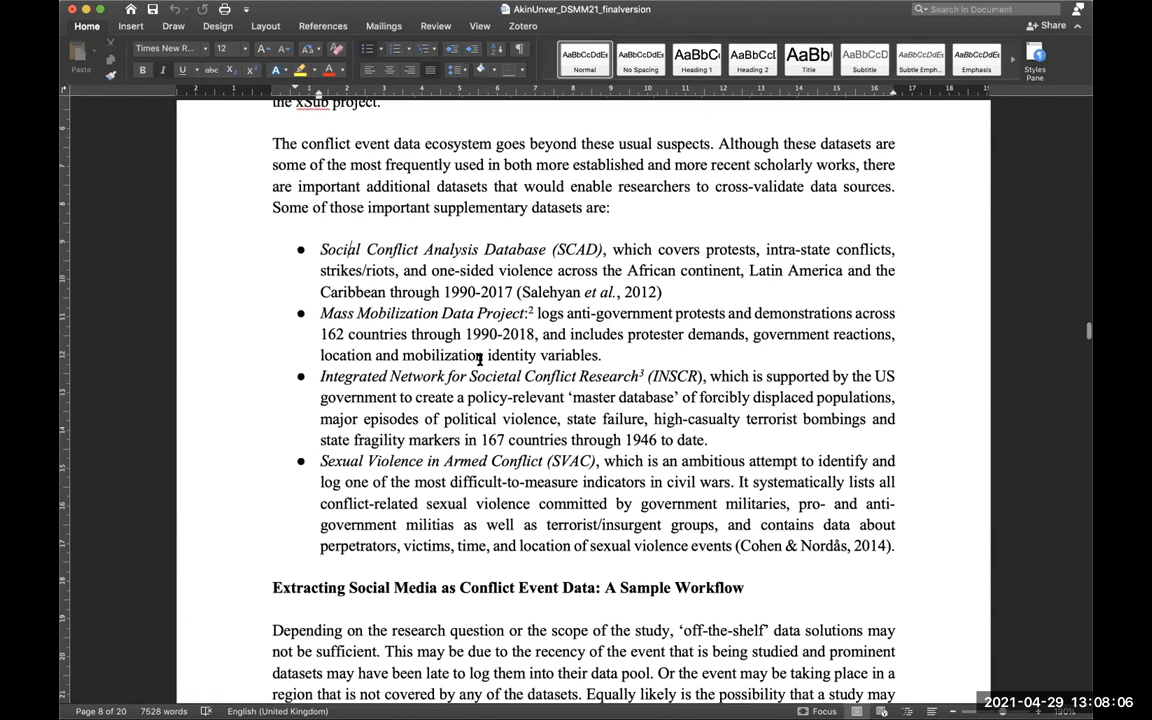 AkinUnver_DSMM21_finalversion
Search in Document
Home Insert Draw Design Layout References Mailings Review View Zotero
Share
Paste
Times New R...
12
AaBbCcDdEe AaBbCcDdEe AaBbC AaBbCcD AaBb AaBbCcD AaBbCcDdEe AaBbCcDdEe
Normal No Spacing Heading 1 Heading 2 Title Subtitle Subtle Emph... Emphasis
Styles
Pane
the xSub project.
The conflict event data ecosystem goes beyond these usual suspects. Although these datasets are
some of the most frequently used in both more established and more recent scholarly works, there
are important additional datasets that would enable researchers to cross-validate data sources.
Some of those important supplementary datasets are:
● Social Conflict Analysis Database (SCAD), which covers protests, intra-state conflicts,
strikes/riots, and one-sided violence across the African continent, Latin America and the
Caribbean through 1990-2017 (Salehyan et al., 2012)
● Mass Mobilization Data Project:² logs anti-government protests and demonstrations across
162 countries through 1990-2018, and includes protester demands, government reactions,
location and mobilization identity variables.
● Integrated Network for Societal Conflict Research³ (INSCR), which is supported by the US
government to create a policy-relevant ‘master database’ of forcibly displaced populations,
major episodes of political violence, state failure, high-casualty terrorist bombings and
state fragility markers in 167 countries through 1946 to date.
● Sexual Violence in Armed Conflict (SVAC), which is an ambitious attempt to identify and
log one of the most difficult-to-measure indicators in civil wars. It systematically lists all
conflict-related sexual violence committed by government militaries, pro- and anti-
government militias as well as terrorist/insurgent groups, and contains data about
perpetrators, victims, time, and location of sexual violence events (Cohen & Nordås, 2014).
Extracting Social Media as Conflict Event Data: A Sample Workflow
Depending on the research question or the scope of the study, ‘off-the-shelf’ data solutions may
not be sufficient. This may be due to the recency of the event that is being studied and prominent
datasets may have been late to log them into their data pool. Or the event may be taking place in a
region that is not covered by any of the datasets. Equally likely is the possibility that a study may
Page 8 of 20 7528 words English (United Kingdom) Focus
2021-04-29 13:08:06